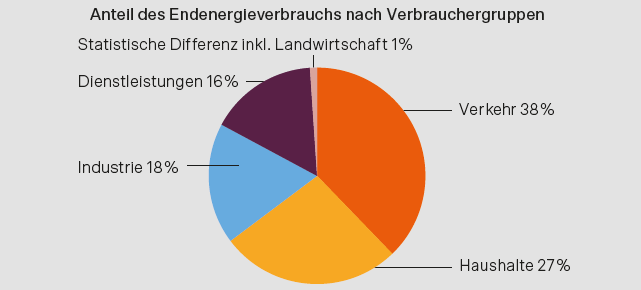 Anteil des Endenergieverbrauchs nach Verbrauchergruppen
Statistische Differenz inkl. Landwirtschaft 1%
Dienstleistungen 16%
Verkehr 38%
Industrie 18%
Haushalte 27%